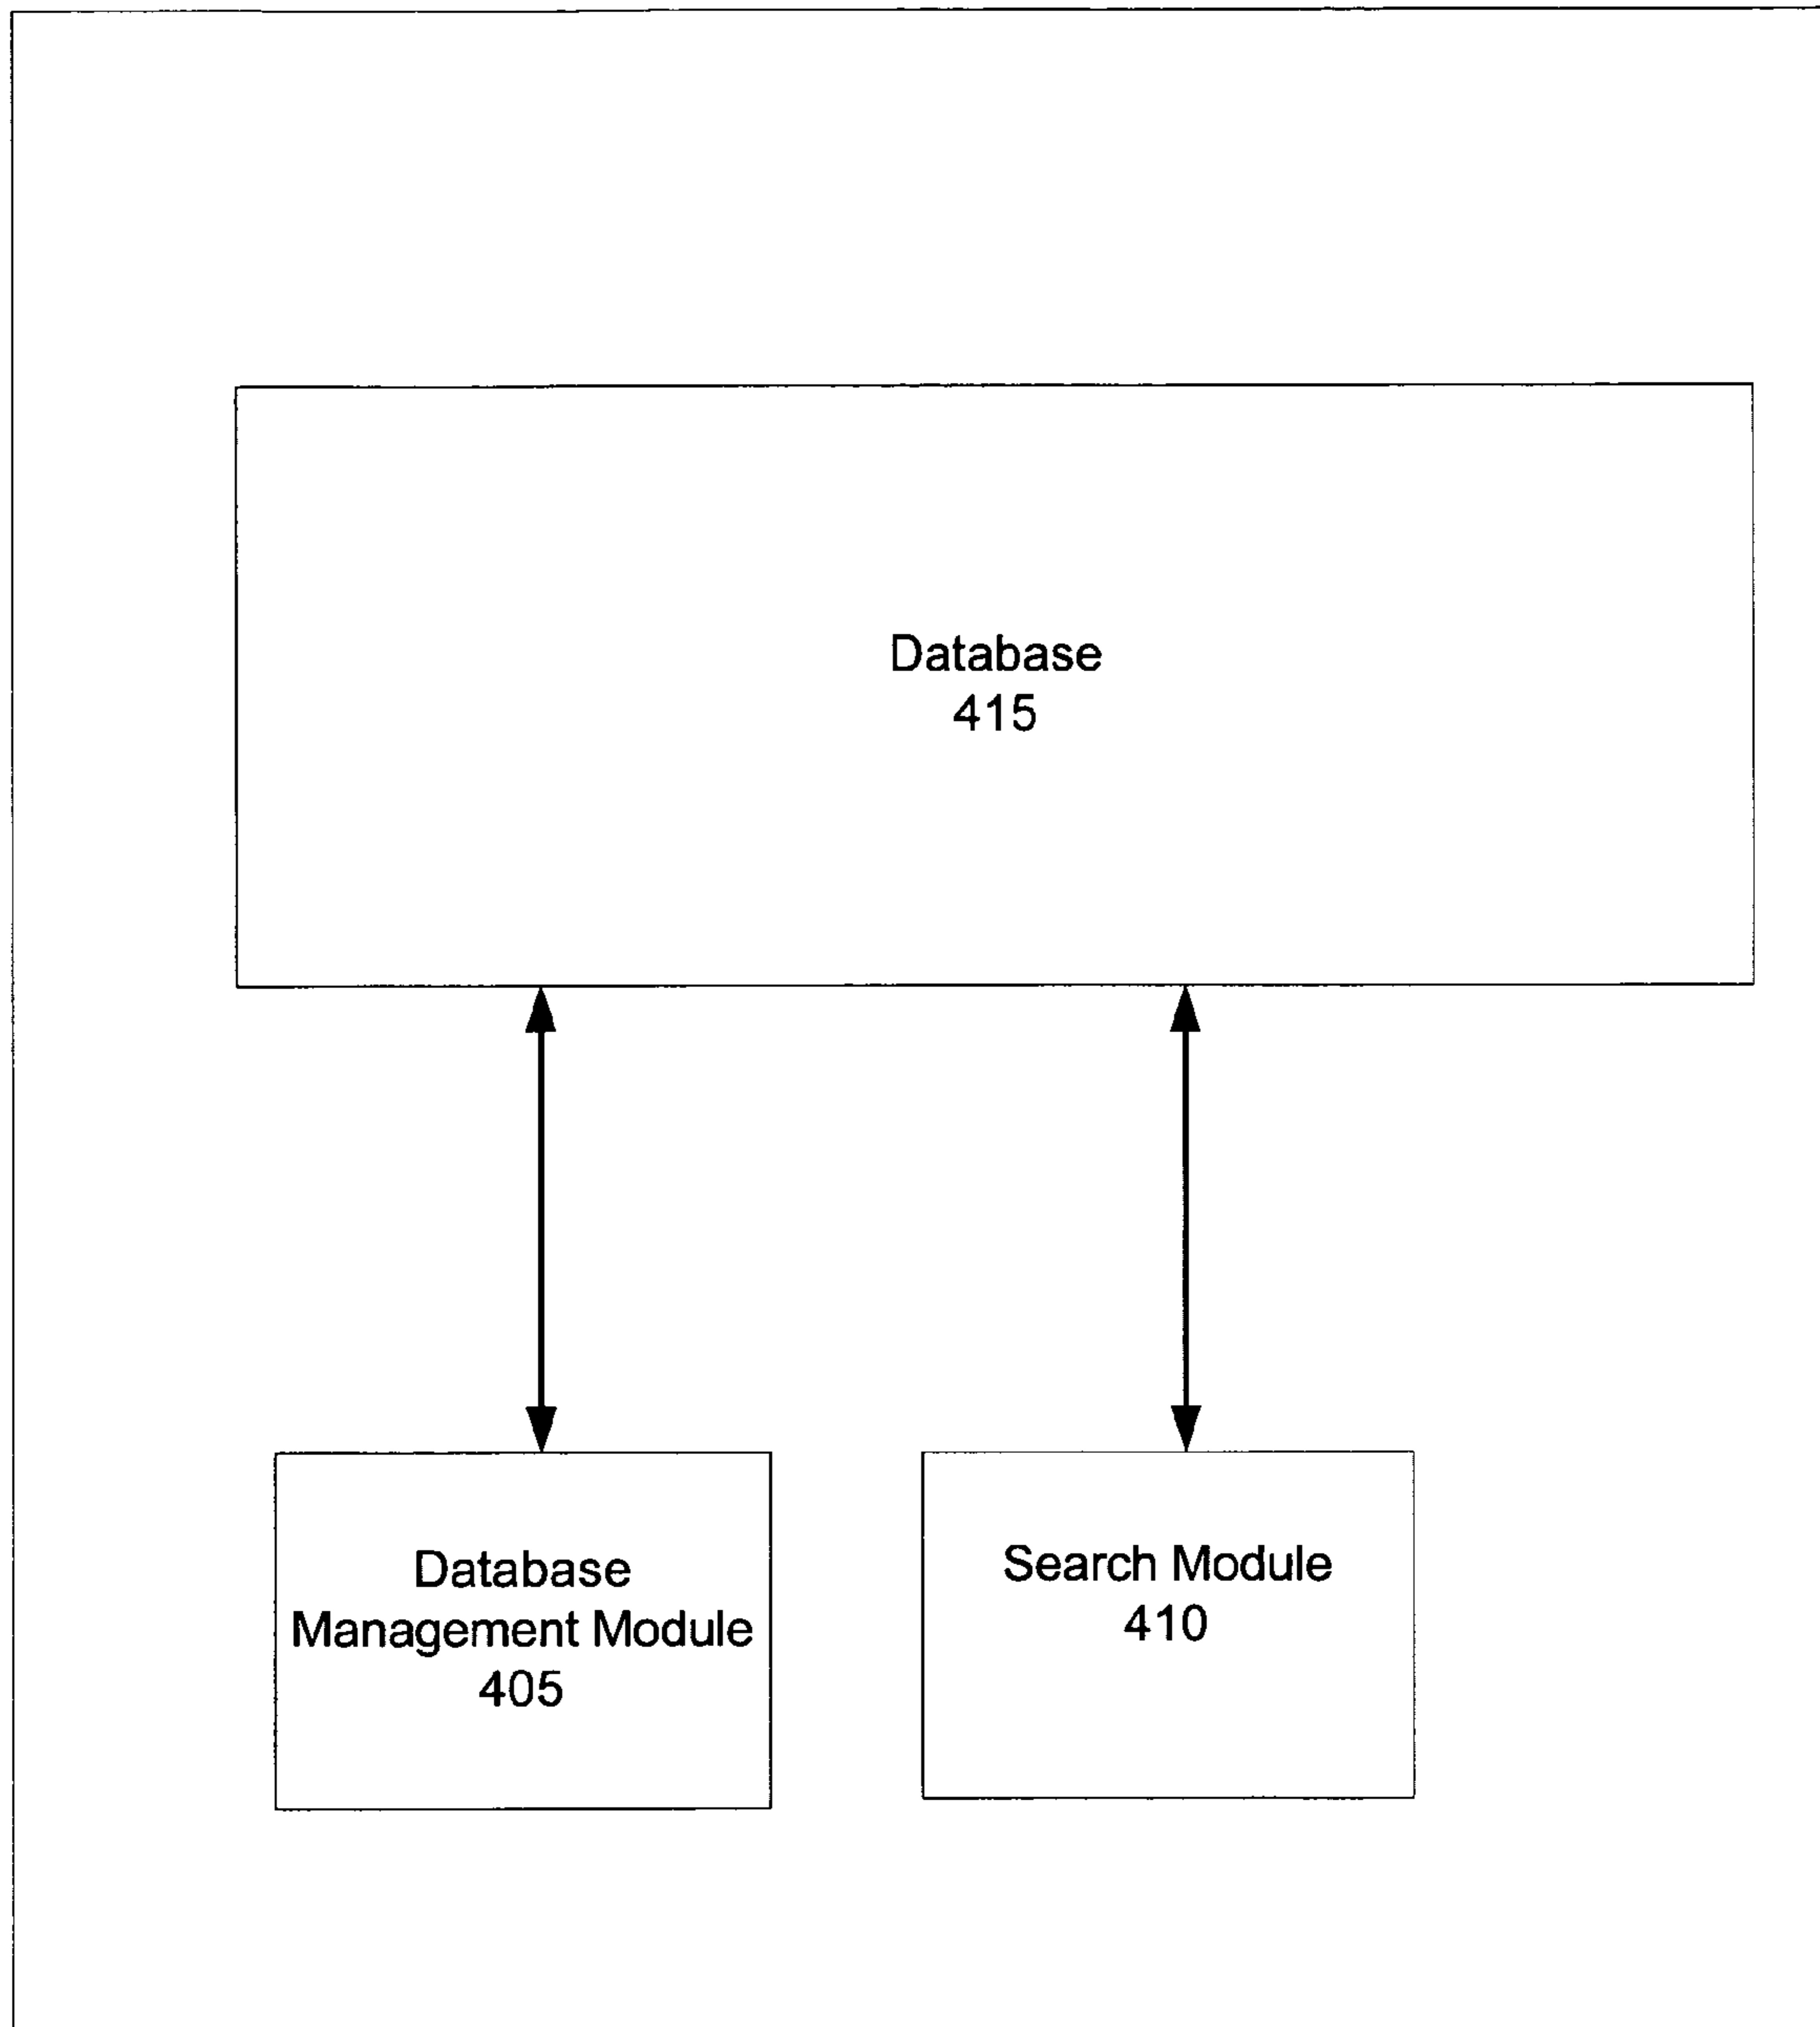 Database
415
Database
Management Module
405
Search Module
410